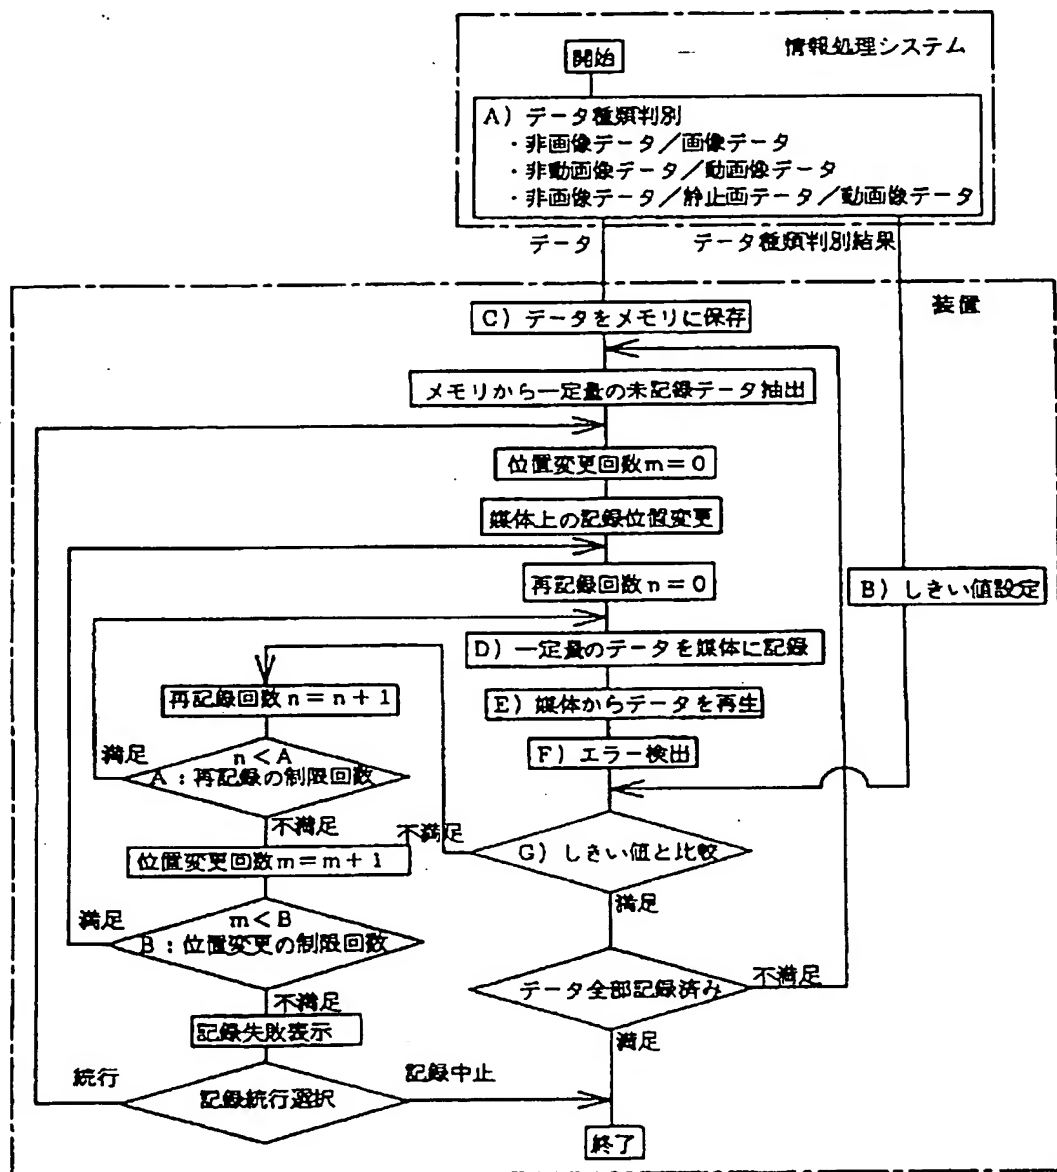 情報処理システム
開始
A) データ種類判別
・非画像データ／画像データ
・非動画像データ／動画像データ
・非画像データ／静止画データ／動画像データ
データ
データ種類判別結果
装置
C) データをメモリに保存
メモリから一定量の未記録データ抽出
位置変更回数m＝0
媒体上の記録位置変更
再記録回数n＝0
B) しきい値設定
D) 一定量のデータを媒体に記録
再記録回数n＝n＋1
E) 媒体からデータを再生
満足
n＜A
A：再記録の制限回数
F) エラー検出
不満足
不満足
位置変更回数m＝m＋1
G) しきい値と比較
満足
満足
m＜B
B：位置変更の制限回数
不満足
データ全部記録済み
不満足
記録失敗表示
満足
続行
記録続行選択
記録中止
終了